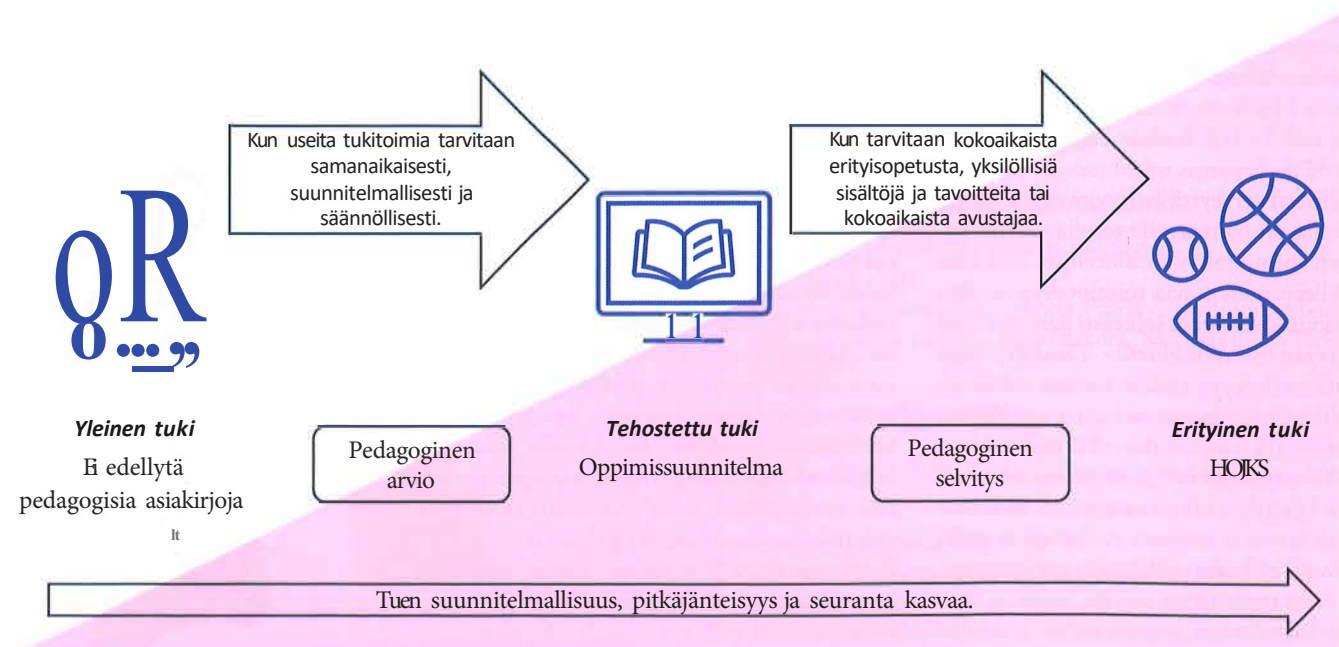 Kun useita tukitoimia tarvitaan
samanaikaisesti,
suunnitelmallisesti ja
säännöllisesti.
Kun tarvitaan kokoaikaista
erityisopetusta, yksilöllisiä
sisältöjä ja tavoitteita tai
kokoaikaista avustajaa.
Yleinen tuki
Ei edellytä
pedagogisia asiakirjoja
lt
Pedagoginen
arvio
Tehostettu tuki
Oppimissuunnitelma
Pedagoginen
selvitys
Erityinen tuki
HOJKS
Tuen suunnitelmallisuus, pitkäjänteisyys ja seuranta kasvaa.